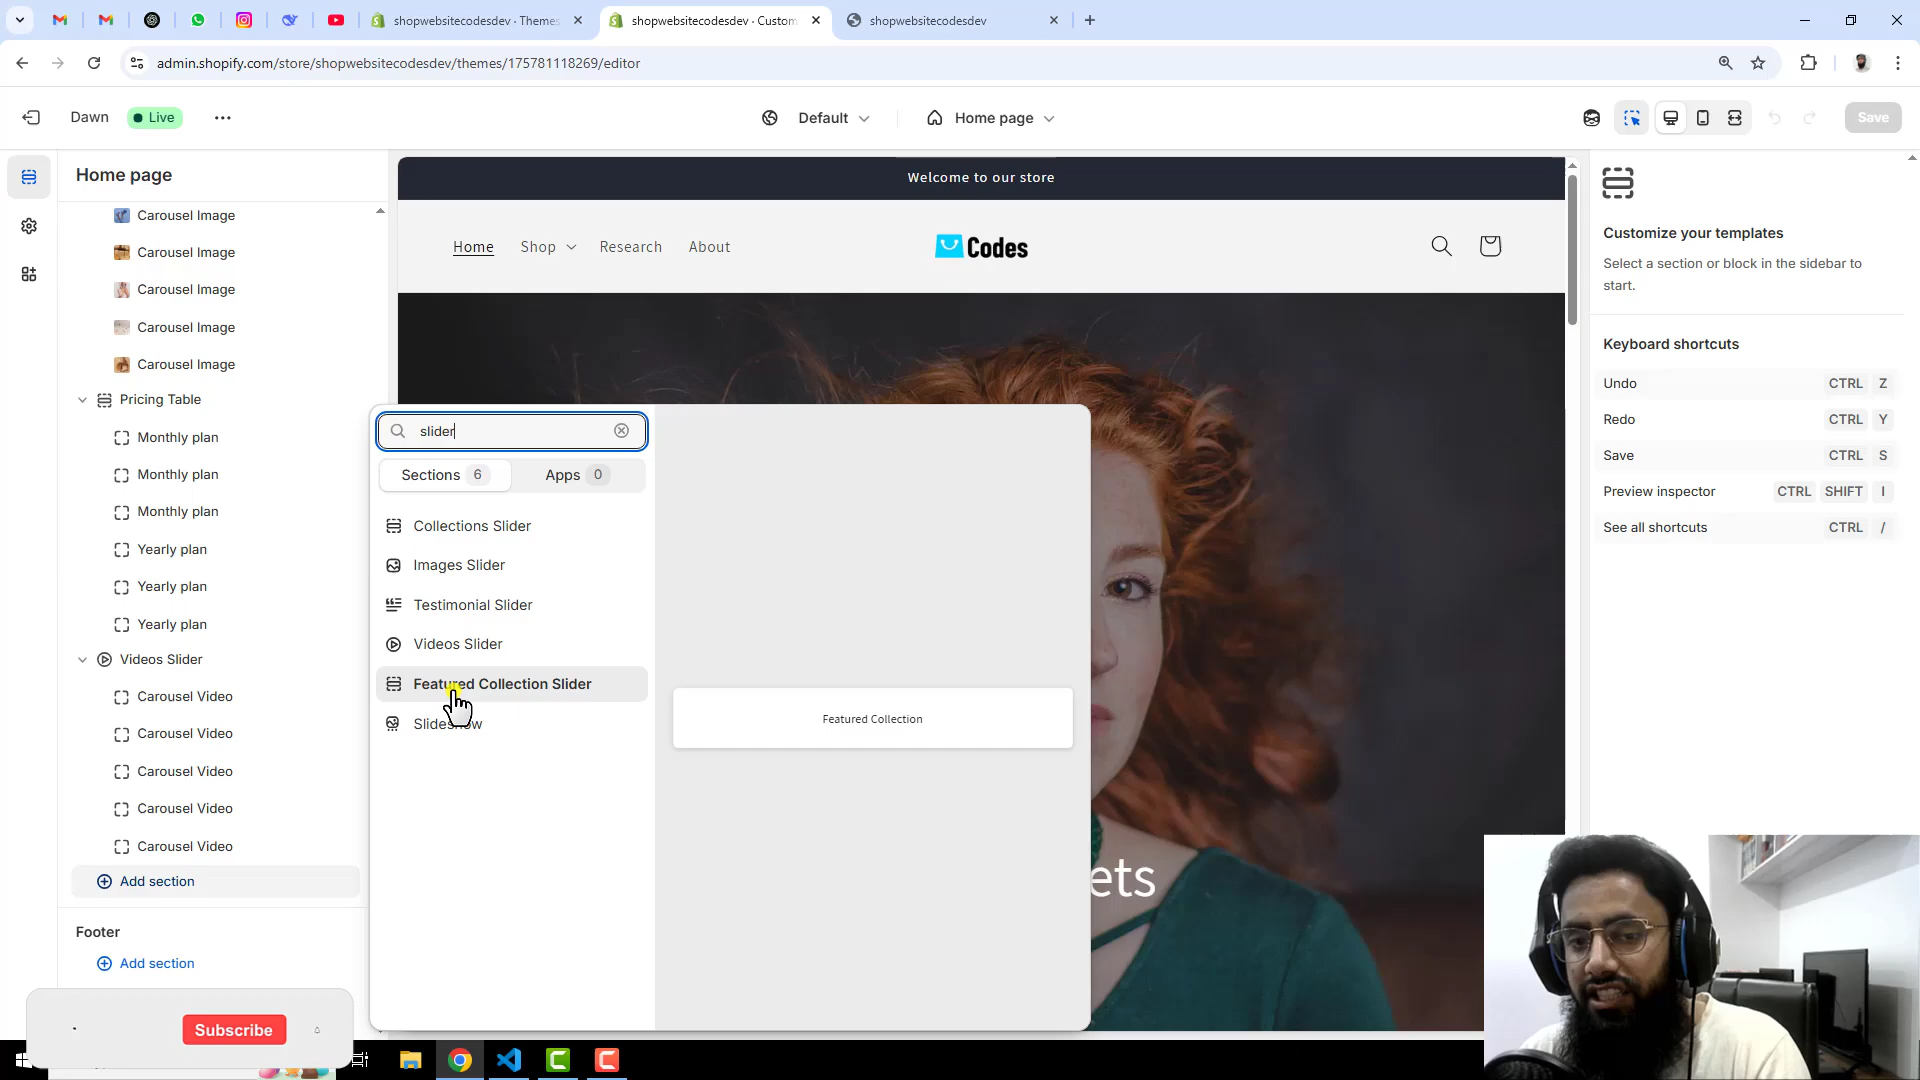 shopwebsitecodesdev · Themes
shopwebsitecodesdev · Custom
shopwebsitecodesdev
admin.shopify.com/store/shopwebsitecodesdev/themes/175781118269/editor
Dawn
Live
Default
Home page
Save
Home page
Carousel Image
Carousel Image
Carousel Image
Carousel Image
Carousel Image
Pricing Table
Monthly plan
Monthly plan
Monthly plan
Yearly plan
Yearly plan
Yearly plan
Videos Slider
Carousel Video
Carousel Video
Carousel Video
Carousel Video
Carousel Video
Add section
Footer
Add section
Subscribe
slider
Sections 6
Apps 0
Collections Slider
Images Slider
Testimonial Slider
Videos Slider
Featured Collection Slider
Slideshow
Featured Collection
Welcome to our store
Home
Shop
Research
About
Codes
ets
Customize your templates
Select a section or block in the sidebar to
start.
Keyboard shortcuts
Undo CTRL Z
Redo CTRL Y
Save CTRL S
Preview inspector CTRL SHIFT I
See all shortcuts CTRL /